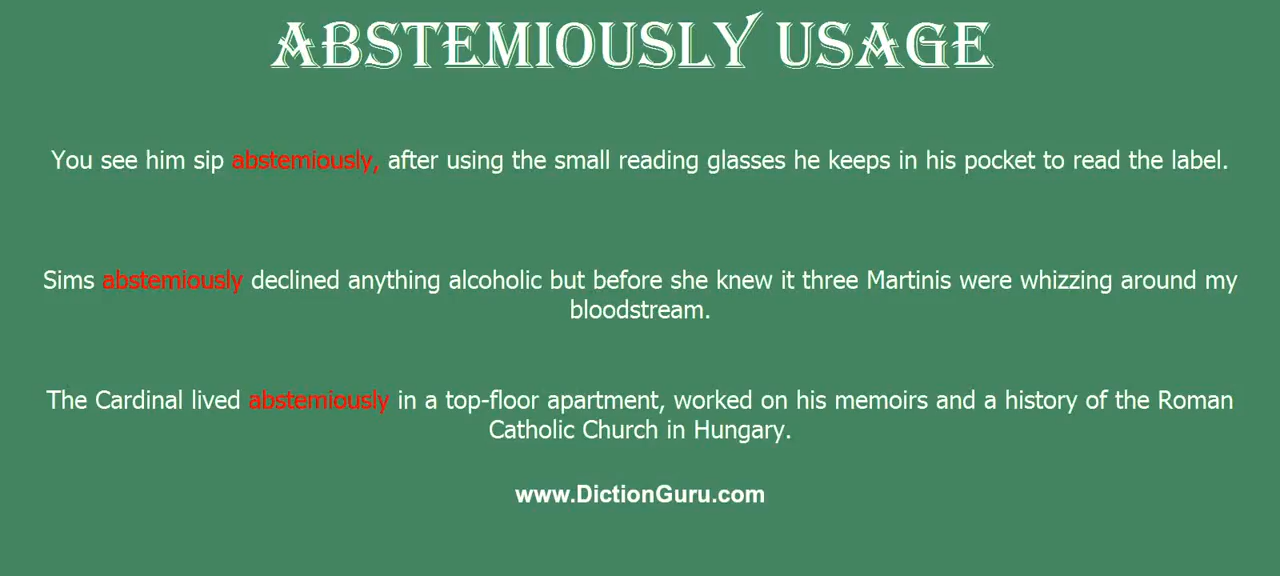 ABSTEMIOUSLY USAGE
You see him sip abstemiously, after using the small reading glasses he keeps in his pocket to read the label.
Sims abstemiously declined anything alcoholic but before she knew it three Martinis were whizzing around my
bloodstream.
The Cardinal lived abstemiously in a top-floor apartment, worked on his memoirs and a history of the Roman
Catholic Church in Hungary.
www.DictionGuru.com